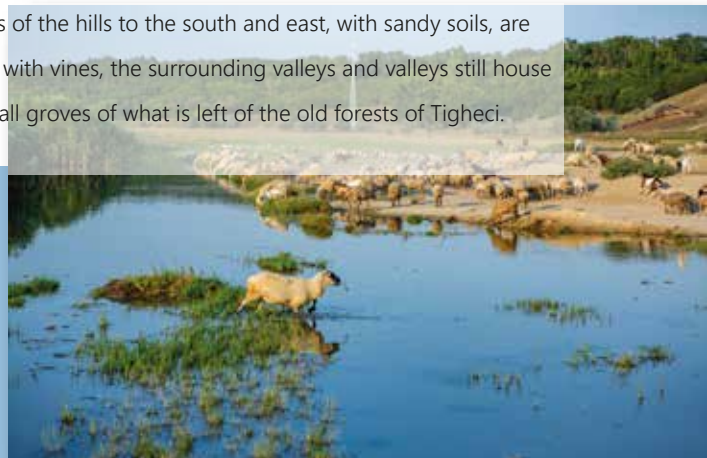 s of the hills to the south and east, with sandy soils, are
with vines, the surrounding valleys and valleys still house
all groves of what is left of the old forests of Tigheci.